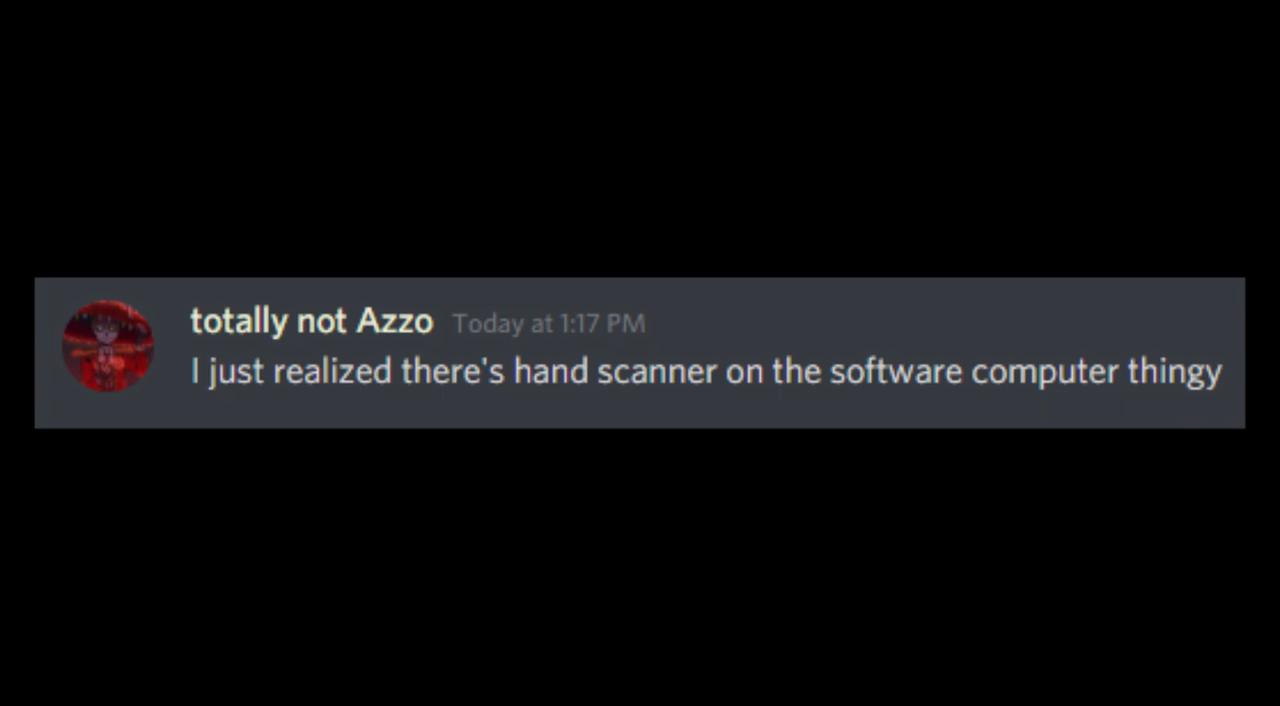 totally not Azzo Today at 1:17 PM
I just realized there's hand scanner on the software computer thingy